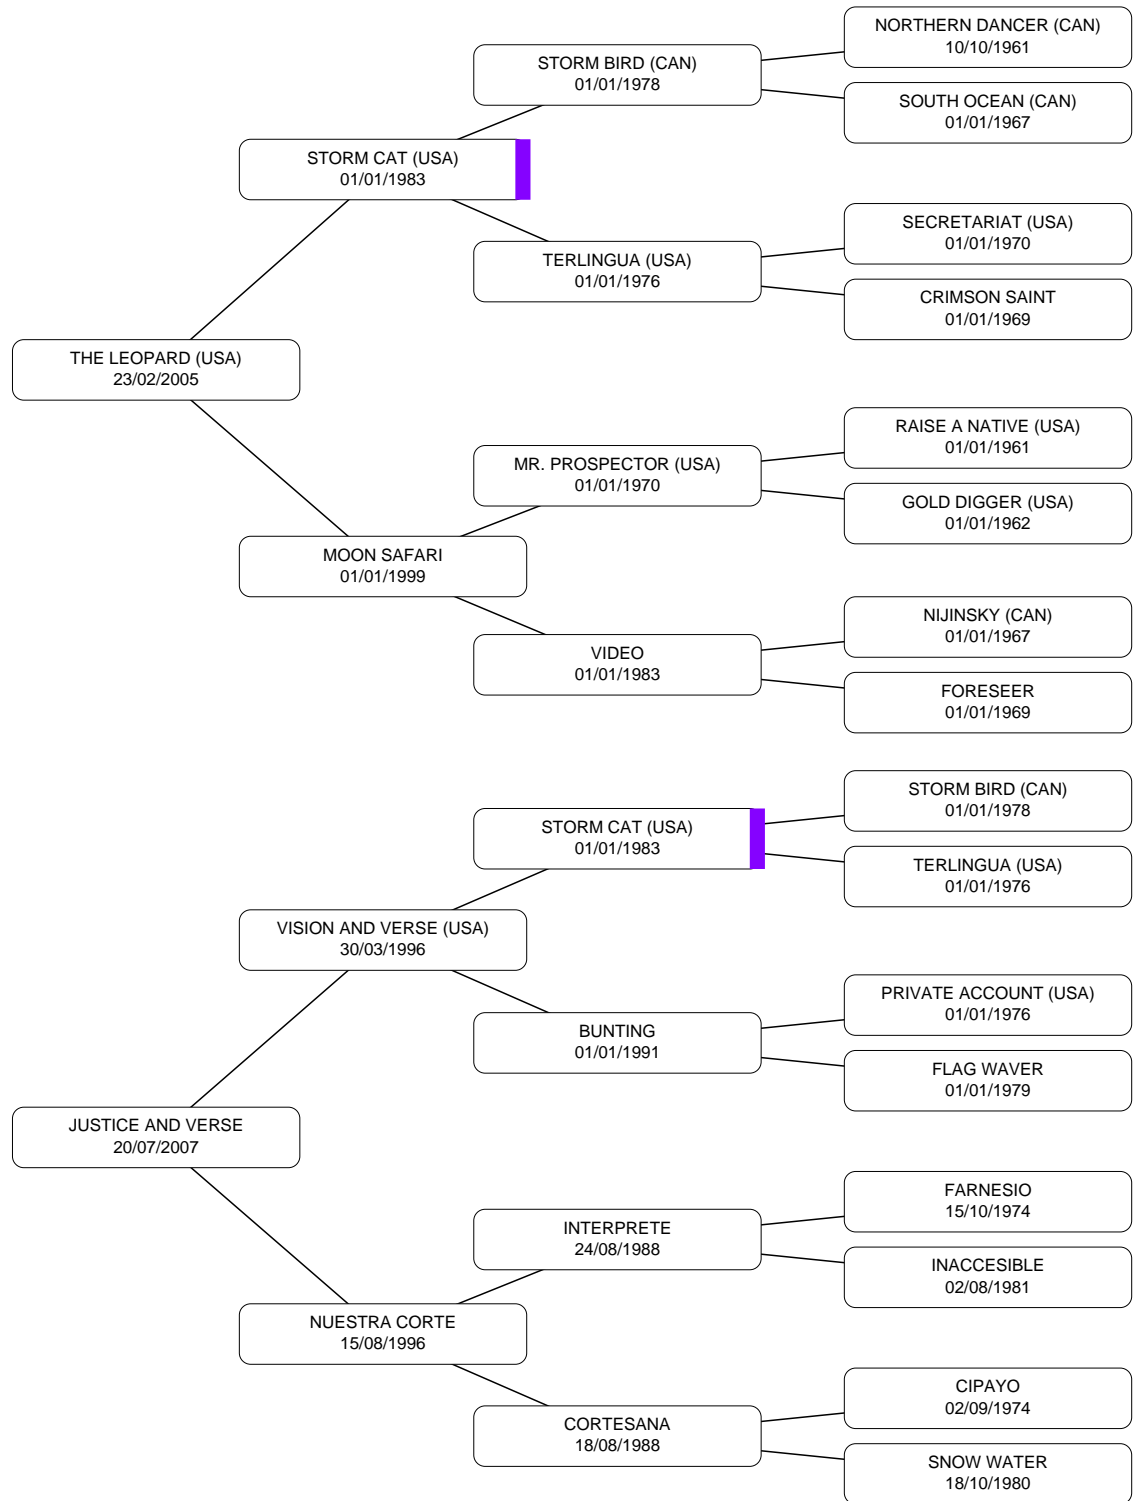 NORTHERN DANCER (CAN)
10/10/1961
STORM BIRD (CAN)
01/01/1978
SOUTH OCEAN (CAN)
01/01/1967
STORM CAT (USA)
01/01/1983
SECRETARIAT (USA)
01/01/1970
TERLINGUA (USA)
01/01/1976
CRIMSON SAINT
01/01/1969
THE LEOPARD (USA)
23/02/2005
RAISE A NATIVE (USA)
01/01/1961
MR. PROSPECTOR (USA)
01/01/1970
GOLD DIGGER (USA)
01/01/1962
MOON SAFARI
01/01/1999
NIJINSKY (CAN)
01/01/1967
VIDEO
01/01/1983
FORESEER
01/01/1969
STORM BIRD (CAN)
01/01/1978
STORM CAT (USA)
01/01/1983
TERLINGUA (USA)
01/01/1976
VISION AND VERSE (USA)
30/03/1996
PRIVATE ACCOUNT (USA)
01/01/1976
BUNTING
01/01/1991
FLAG WAVER
01/01/1979
JUSTICE AND VERSE
20/07/2007
FARNESIO
15/10/1974
INTERPRETE
24/08/1988
INACCESIBLE
02/08/1981
NUESTRA CORTE
15/08/1996
CIPAYO
02/09/1974
CORTESANA
18/08/1988
SNOW WATER
18/10/1980